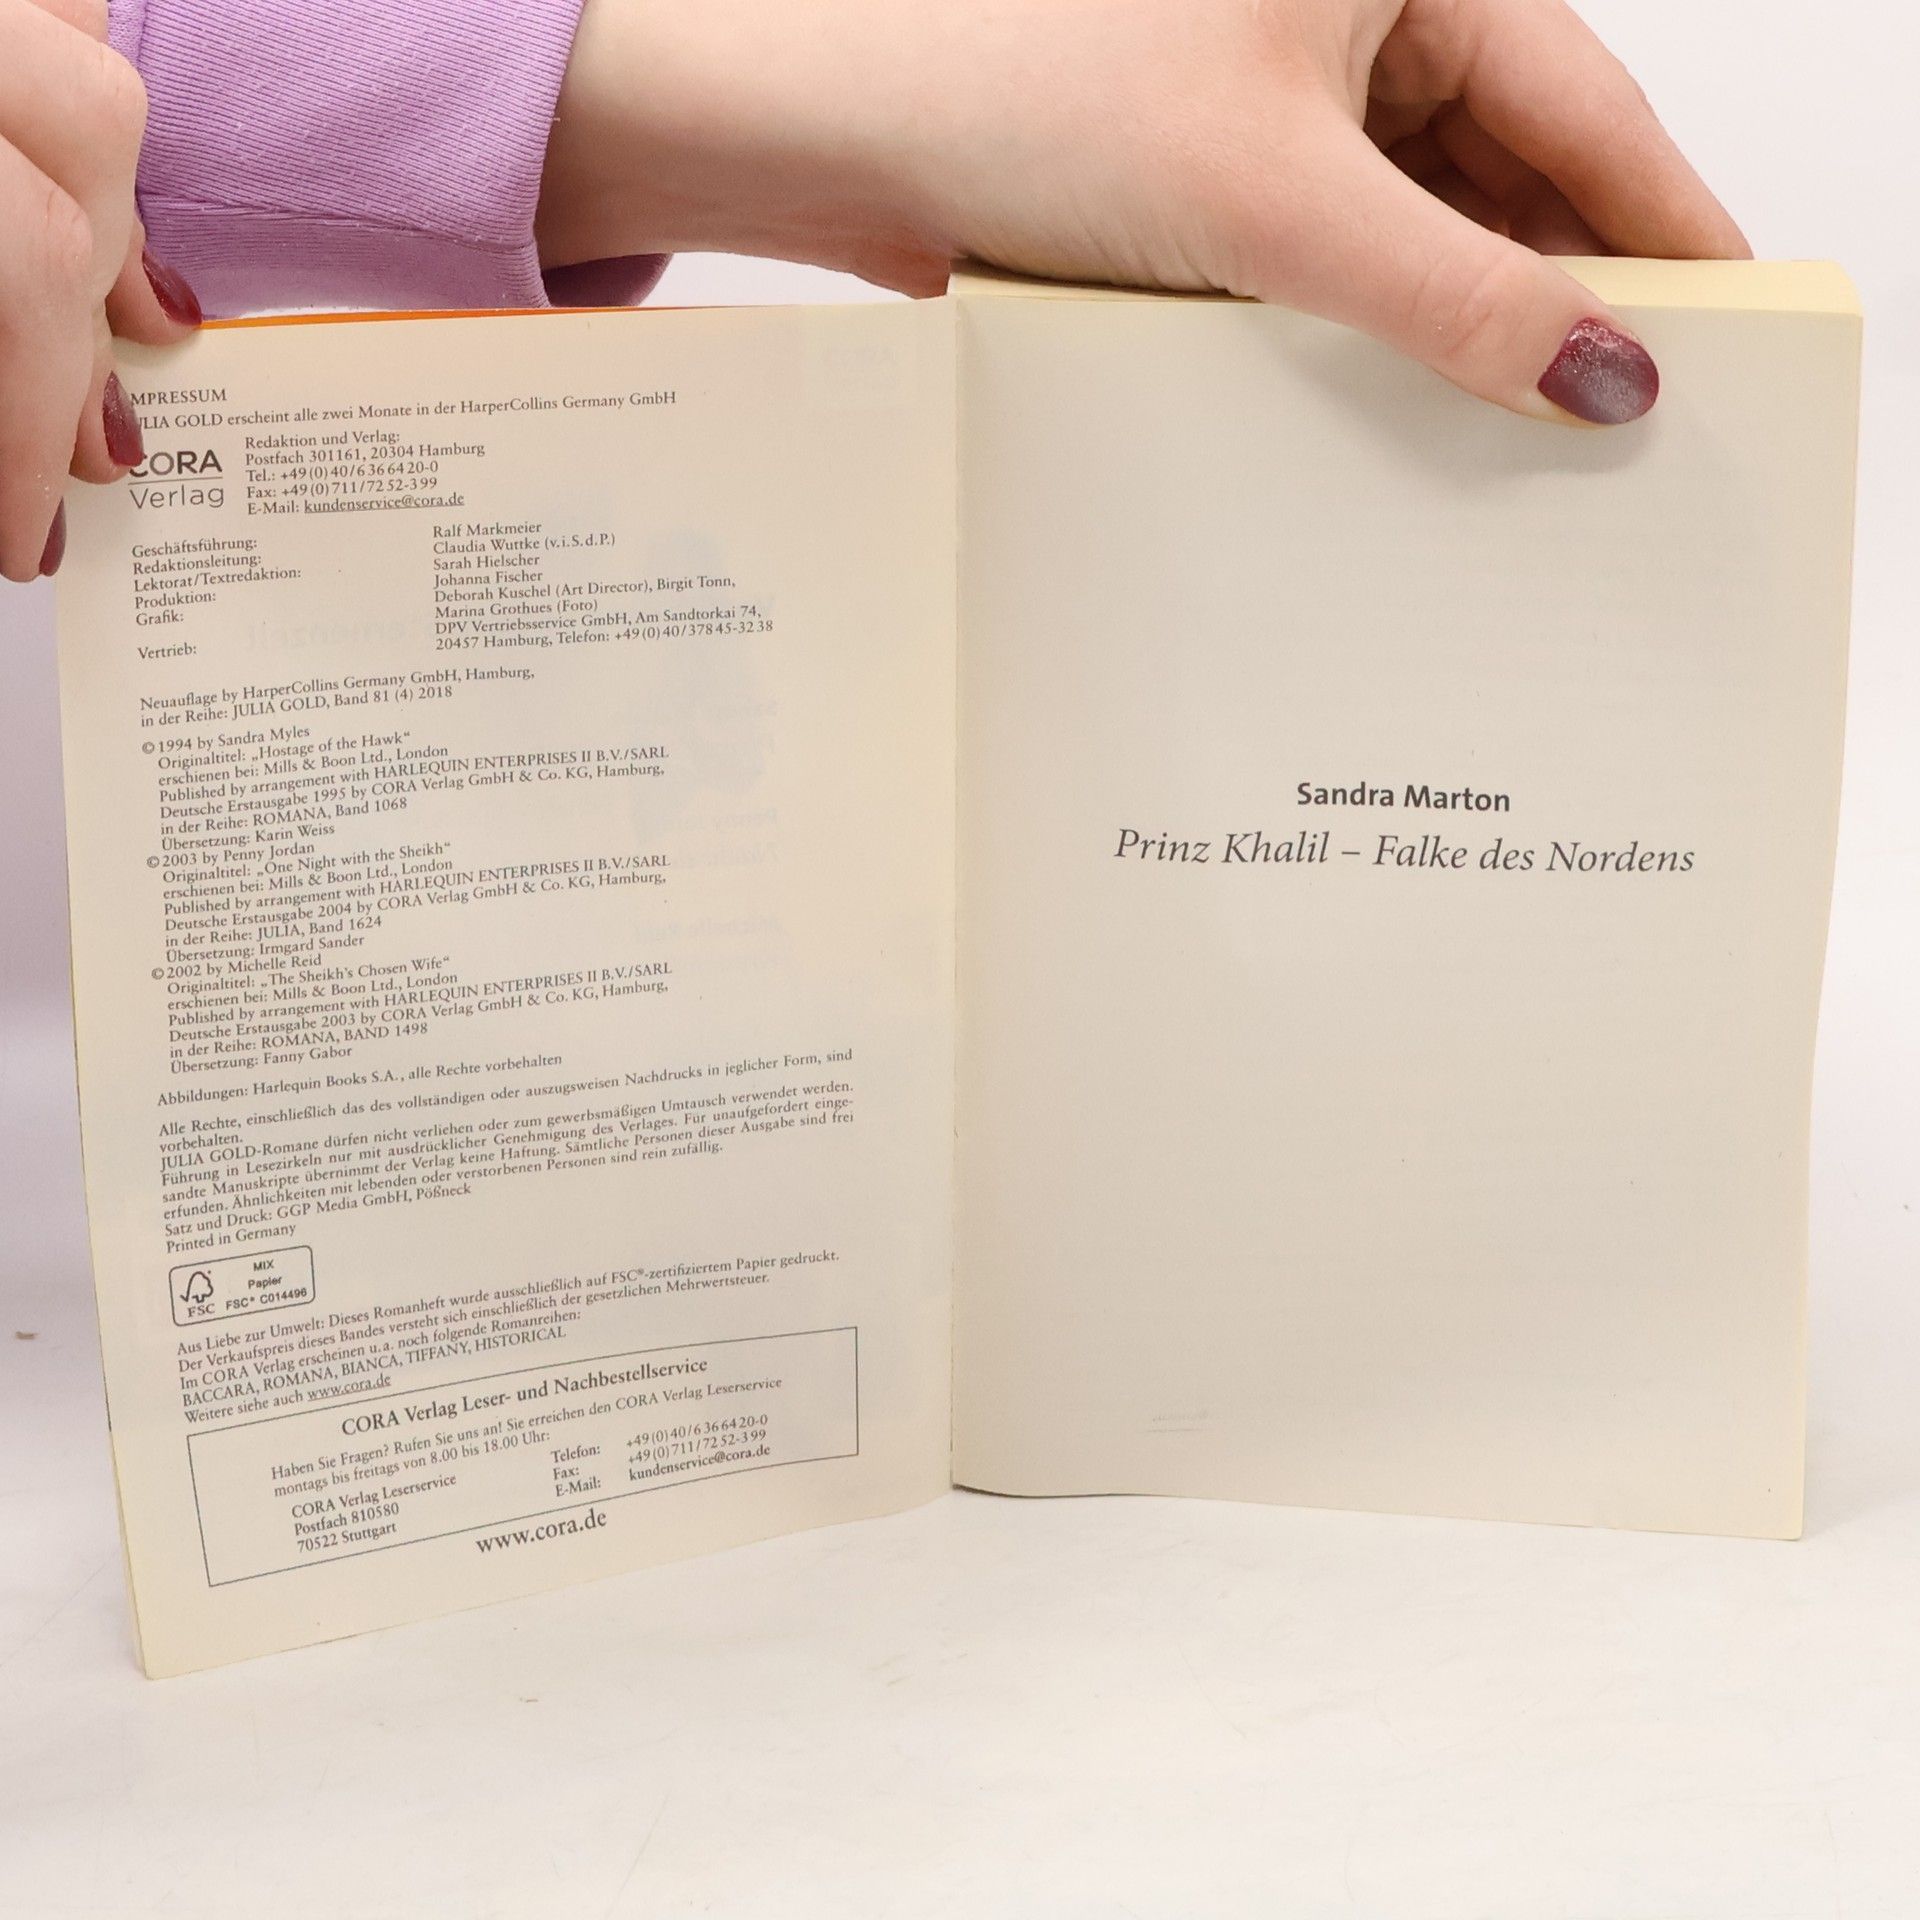 MPRESSUM
LIA GOLD erscheint alle zwei Monate in der HarperCollins Germany GmbH
CORA
Verlag
Redaktion und Verlag:
Postfach 301161, 20304 Hamburg
Tel.: +49(0)40/6366420-0
Fax: +49(0)711/7252-399
E-Mail: kundenservice@cora.de
Geschäftsführung:
Redaktionsleitung:
Lektorat/Textredaktion:
Produktion:
Grafik:
Vertrieb:
Ralf Markmeier
Claudia Wuttke (v.i.S.d.P.)
Sarah Hielscher
Johanna Fischer
Deborah Kuschel (Art Director), Birgit Tonn,
Marina Grothues (Foto)
DPV Vertriebsservice GmbH, Am Sandtorkai 74,
20457 Hamburg, Telefon: +49(0)40/37845-3238
Neuauflage by HarperCollins Germany GmbH, Hamburg,
in der Reihe: JULIA GOLD, Band 81 (4) 2018
© 1994 by Sandra Myles
Originaltitel: „Hostage of the Hawk“
erschienen bei: Mills & Boon Ltd., London
Published by arrangement with HARLEQUIN ENTERPRISES II B.V./SARL
Deutsche Erstausgabe 1995 by CORA Verlag GmbH & Co. KG, Hamburg,
in der Reihe: ROMANA, Band 1068
Übersetzung: Karin Weiss
© 2003 by Penny Jordan
Originaltitel: „One Night with the Sheikh“
erschienen bei: Mills & Boon Ltd., London
Published by arrangement with HARLEQUIN ENTERPRISES II B.V./SARL
Deutsche Erstausgabe 2004 by CORA Verlag GmbH & Co. KG, Hamburg,
in der Reihe: JULIA, Band 1624
Übersetzung: Irmgard Sander
© 2002 by Michelle Reid
Originaltitel: „The Sheikh's Chosen Wife“
erschienen bei: Mills & Boon Ltd., London
Published by arrangement with HARLEQUIN ENTERPRISES II B.V./SARL
Deutsche Erstausgabe 2003 by CORA Verlag GmbH & Co. KG, Hamburg,
in der Reihe: ROMANA, BAND 1498
Übersetzung: Fanny Gabor
Abbildungen: Harlequin Books S.A., alle Rechte vorbehalten
Alle Rechte, einschließlich das des vollständigen oder auszugsweisen Nachdrucks in jeglicher Form, sind
vorbehalten.
JULIA GOLD-Romane dürfen nicht verliehen oder zum gewerbsmäßigen Umtausch verwendet werden.
Führung in Lesezirkeln nur mit ausdrücklicher Genehmigung des Verlages. Für unaufgefordert einge-
sandte Manuskripte übernimmt der Verlag keine Haftung. Sämtliche Personen dieser Ausgabe sind frei
erfunden. Ähnlichkeiten mit lebenden oder verstorbenen Personen sind rein zufällig.
Satz und Druck: GGP Media GmbH, Pößneck
Printed in Germany
FSC
MIX
Papier
FSC® C014496
Aus Liebe zur Umwelt: Dieses Romanheft wurde ausschließlich auf FSC®-zertifiziertem Papier gedruckt.
Der Verkaufspreis dieses Bandes versteht sich einschließlich der gesetzlichen Mehrwertsteuer.
Im CORA Verlag erscheinen u.a. noch folgende Romanreihen:
BACCARA, ROMANA, BIANCA, TIFFANY, HISTORICAL
Weitere siehe auch www.cora.de
CORA Verlag Leser- und Nachbestellservice
Haben Sie Fragen? Rufen Sie uns an! Sie erreichen den CORA Verlag Leserservice
montags bis freitags von 8.00 bis 18.00 Uhr:
CORA Verlag Leserservice
Postfach 810580
70522 Stuttgart
Telefon: +49(0)40/6366420-0
Fax: +49(0)711/7252-399
E-Mail: kundenservice@cora.de
www.cora.de
Sandra Marton
Prinz Khalil – Falke des Nordens